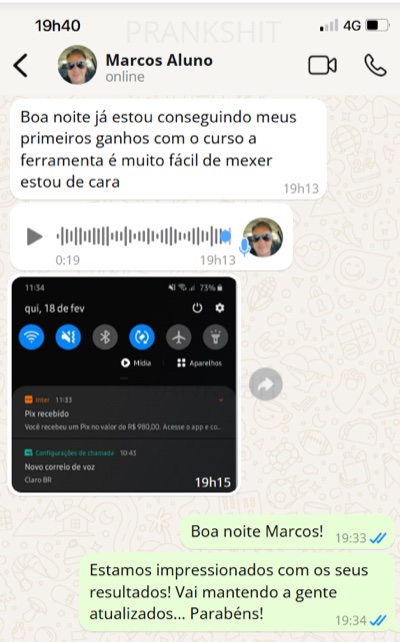 PRANKSHIT
19h40
4G
Marcos Aluno
online
Boa noite já estou conseguindo meus
primeiros ganhos com o curso a
ferramenta é muito fácil de mexer
estou de cara
19h13
0:19
19h13
11:34
73%
qui, 18 de fev
Mídia
Aparelhos
Inter 11:33
Pix recebido
Você recebeu um Pix no valor de R$ 980,00. Acesse o app e co...
Configurações de chamada 10:43
Novo correio de voz
Claro BR
19h15
Boa noite Marcos!
19:33
Estamos impressionados com os seus
resultados! Vai mantendo a gente
atualizados... Parabéns!
19:34